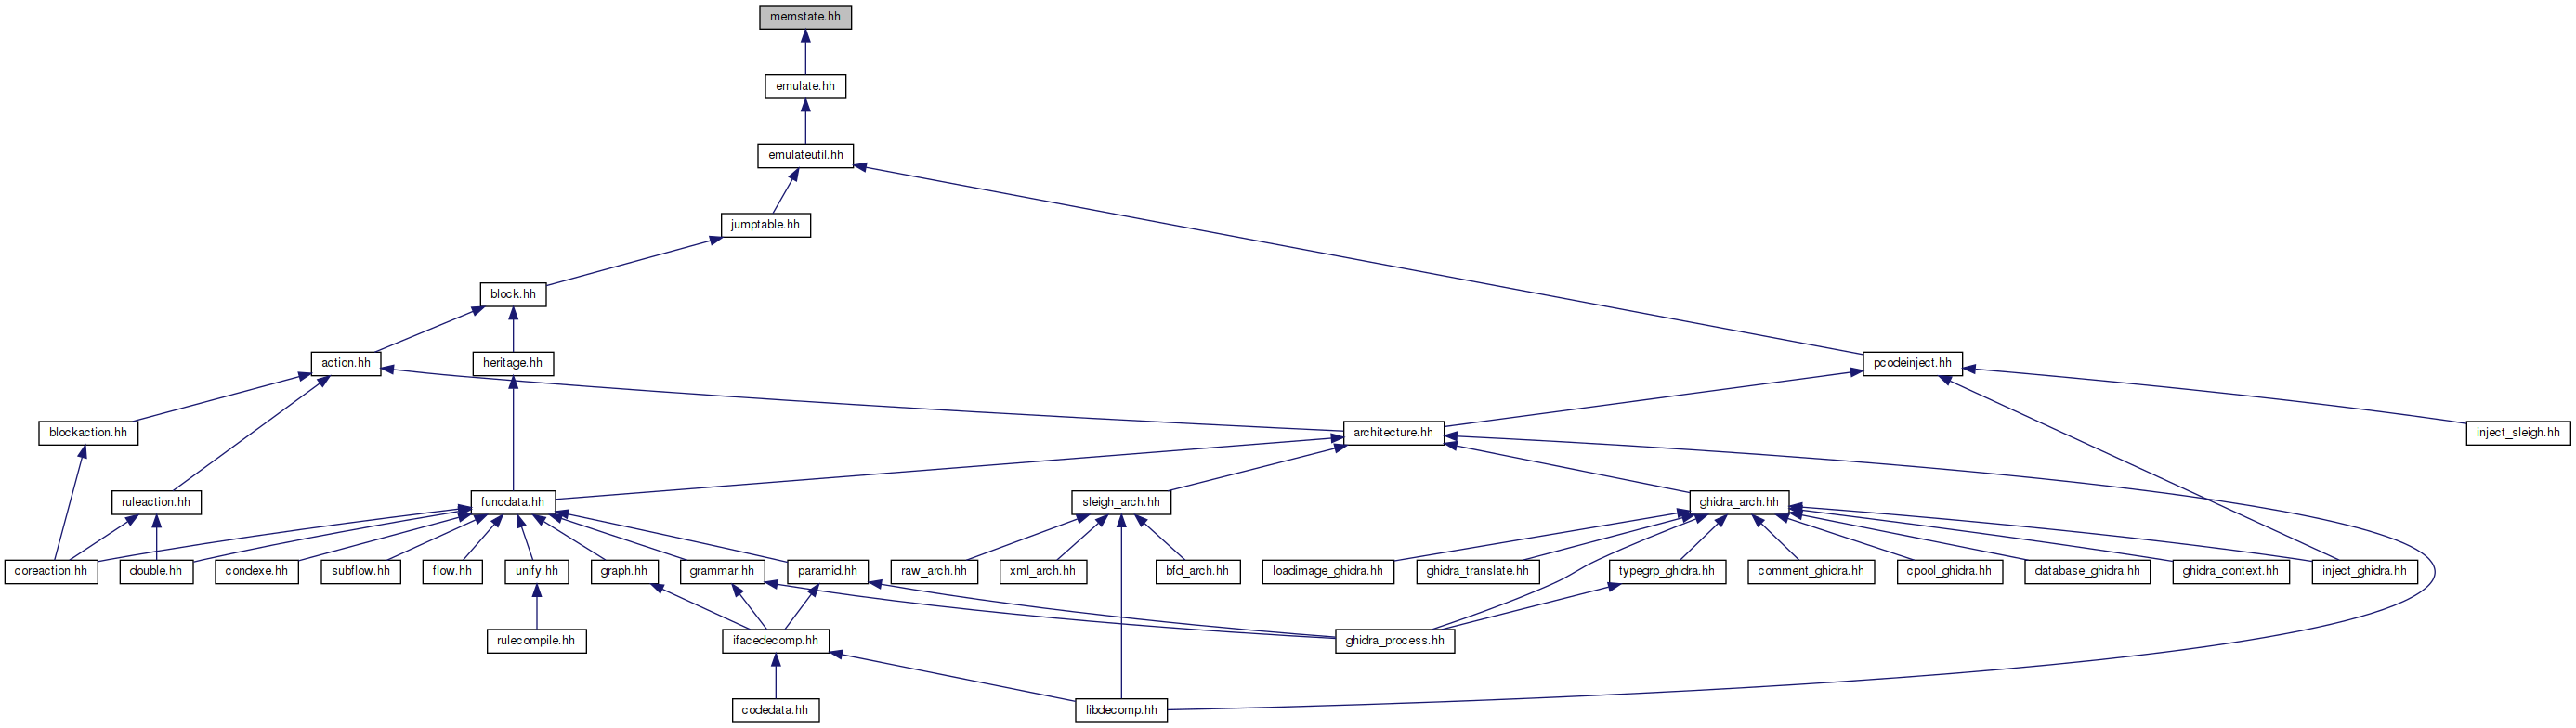 memstate.hh
emulate.hh
emulateutil.hh
jumptable.hh
block.hh
action.hh
heritage.hh
pcodeinject.hh
blockaction.hh
architecture.hh
inject_sleigh.hh
ruleaction.hh
funcdata.hh
sleigh_arch.hh
ghidra_arch.hh
coreaction.hh
double.hh
condexe.hh
subflow.hh
flow.hh
unify.hh
graph.hh
grammar.hh
paramid.hh
raw_arch.hh
xml_arch.hh
bfd_arch.hh
loadimage_ghidra.hh
ghidra_translate.hh
typegrp_ghidra.hh
comment_ghidra.hh
cpool_ghidra.hh
database_ghidra.hh
ghidra_context.hh
inject_ghidra.hh
rulecompile.hh
ifacedecomp.hh
ghidra_process.hh
codedata.hh
libdecomp.hh